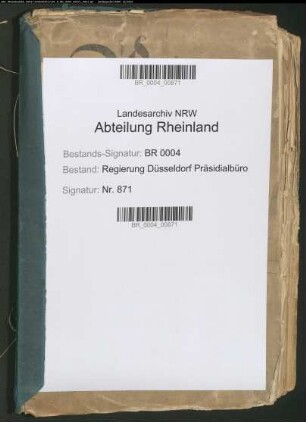 BR_0004_00871
Landesarchiv NRW
Abteilung Rheinland
Bestands-Signatur: BR 0004
Bestand: Regierung Düsseldorf Präsidialbüro
Signatur: Nr. 871
BR_0004_00871